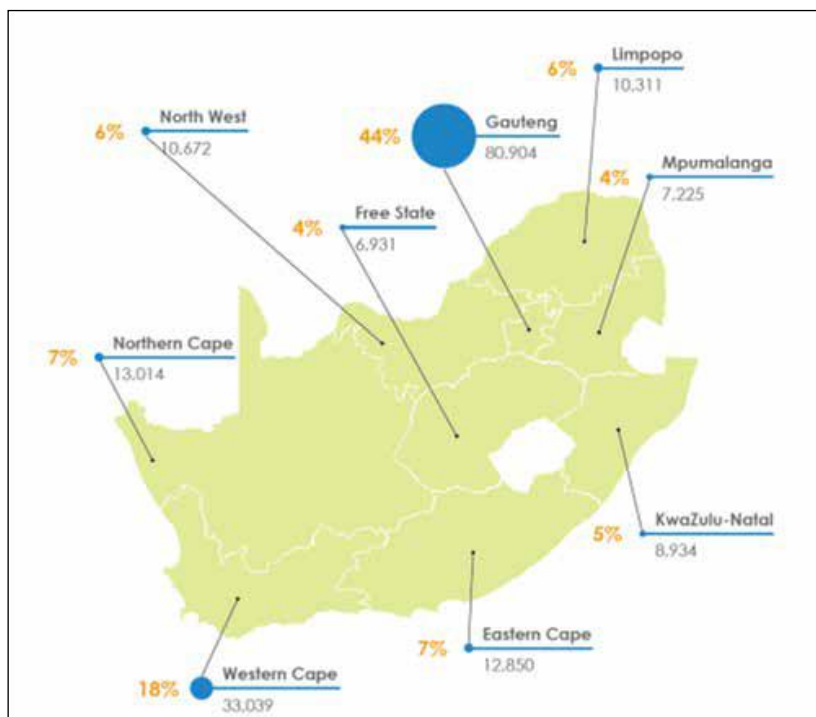 Limpopo
6%
10,311
North West
6%
10,672
Gauteng
44%
80,904
Mpumalanga
4%
7,225
Free State
4%
6,931
Northern Cape
7%
13,014
KwaZulu-Natal
5%
8,934
Eastern Cape
7%
12,850
Western Cape
18%
33,039